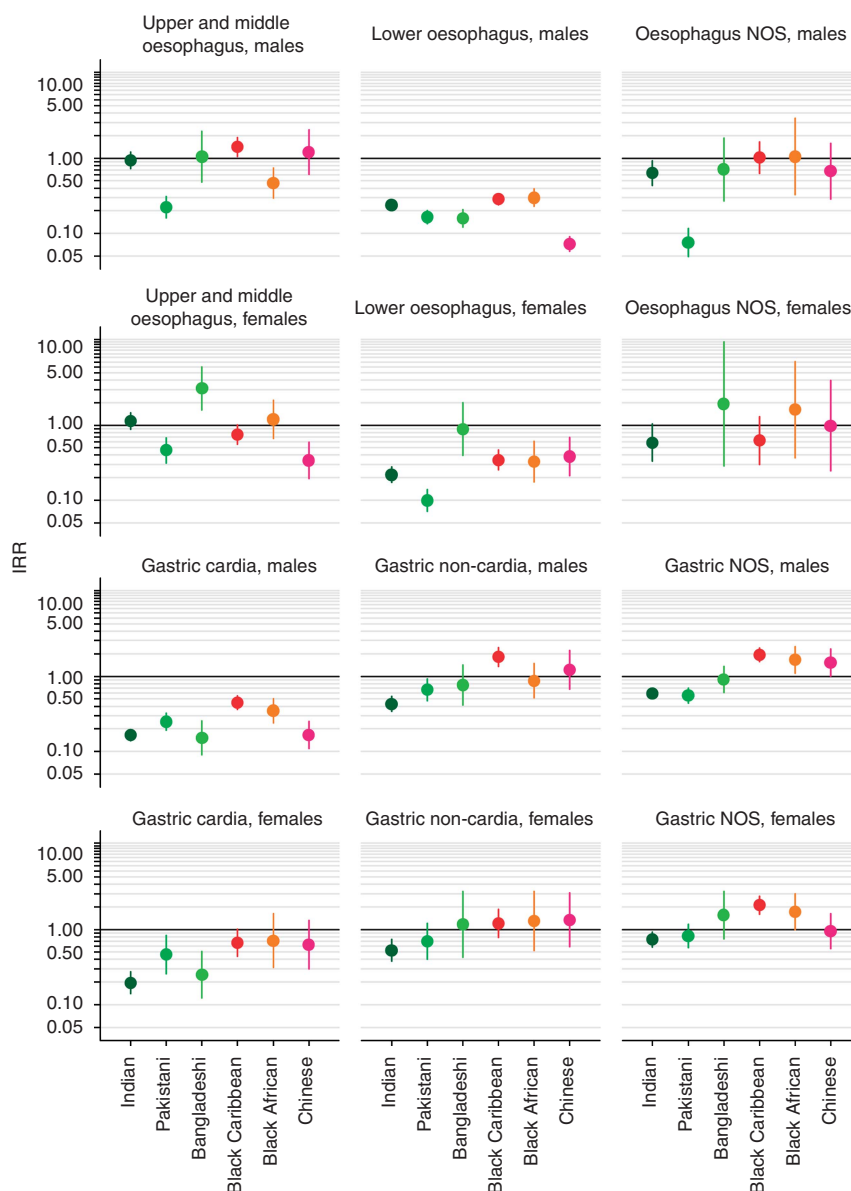 Upper and middle
oesophagus, males
Lower oesophagus, males
Oesophagus NOS, males
10.00
5.00
1.00
0.50
0.10
0.05
Upper and middle
oesophagus, females
Lower oesophagus, females
Oesophagus NOS, females
10.00
5.00
1.00
0.50
0.10
0.05
IRR
Gastric cardia, males
Gastric non-cardia, males
Gastric NOS, males
10.00
5.00
1.00
0.50
0.10
0.05
Gastric cardia, females
Gastric non-cardia, females
Gastric NOS, females
10.00
5.00
1.00
0.50
0.10
0.05
Indian
Pakistani
Bangladeshi
Black Caribbean
Black African
Chinese
Indian
Pakistani
Bangladeshi
Black Caribbean
Black African
Chinese
Indian
Pakistani
Bangladeshi
Black Caribbean
Black African
Chinese